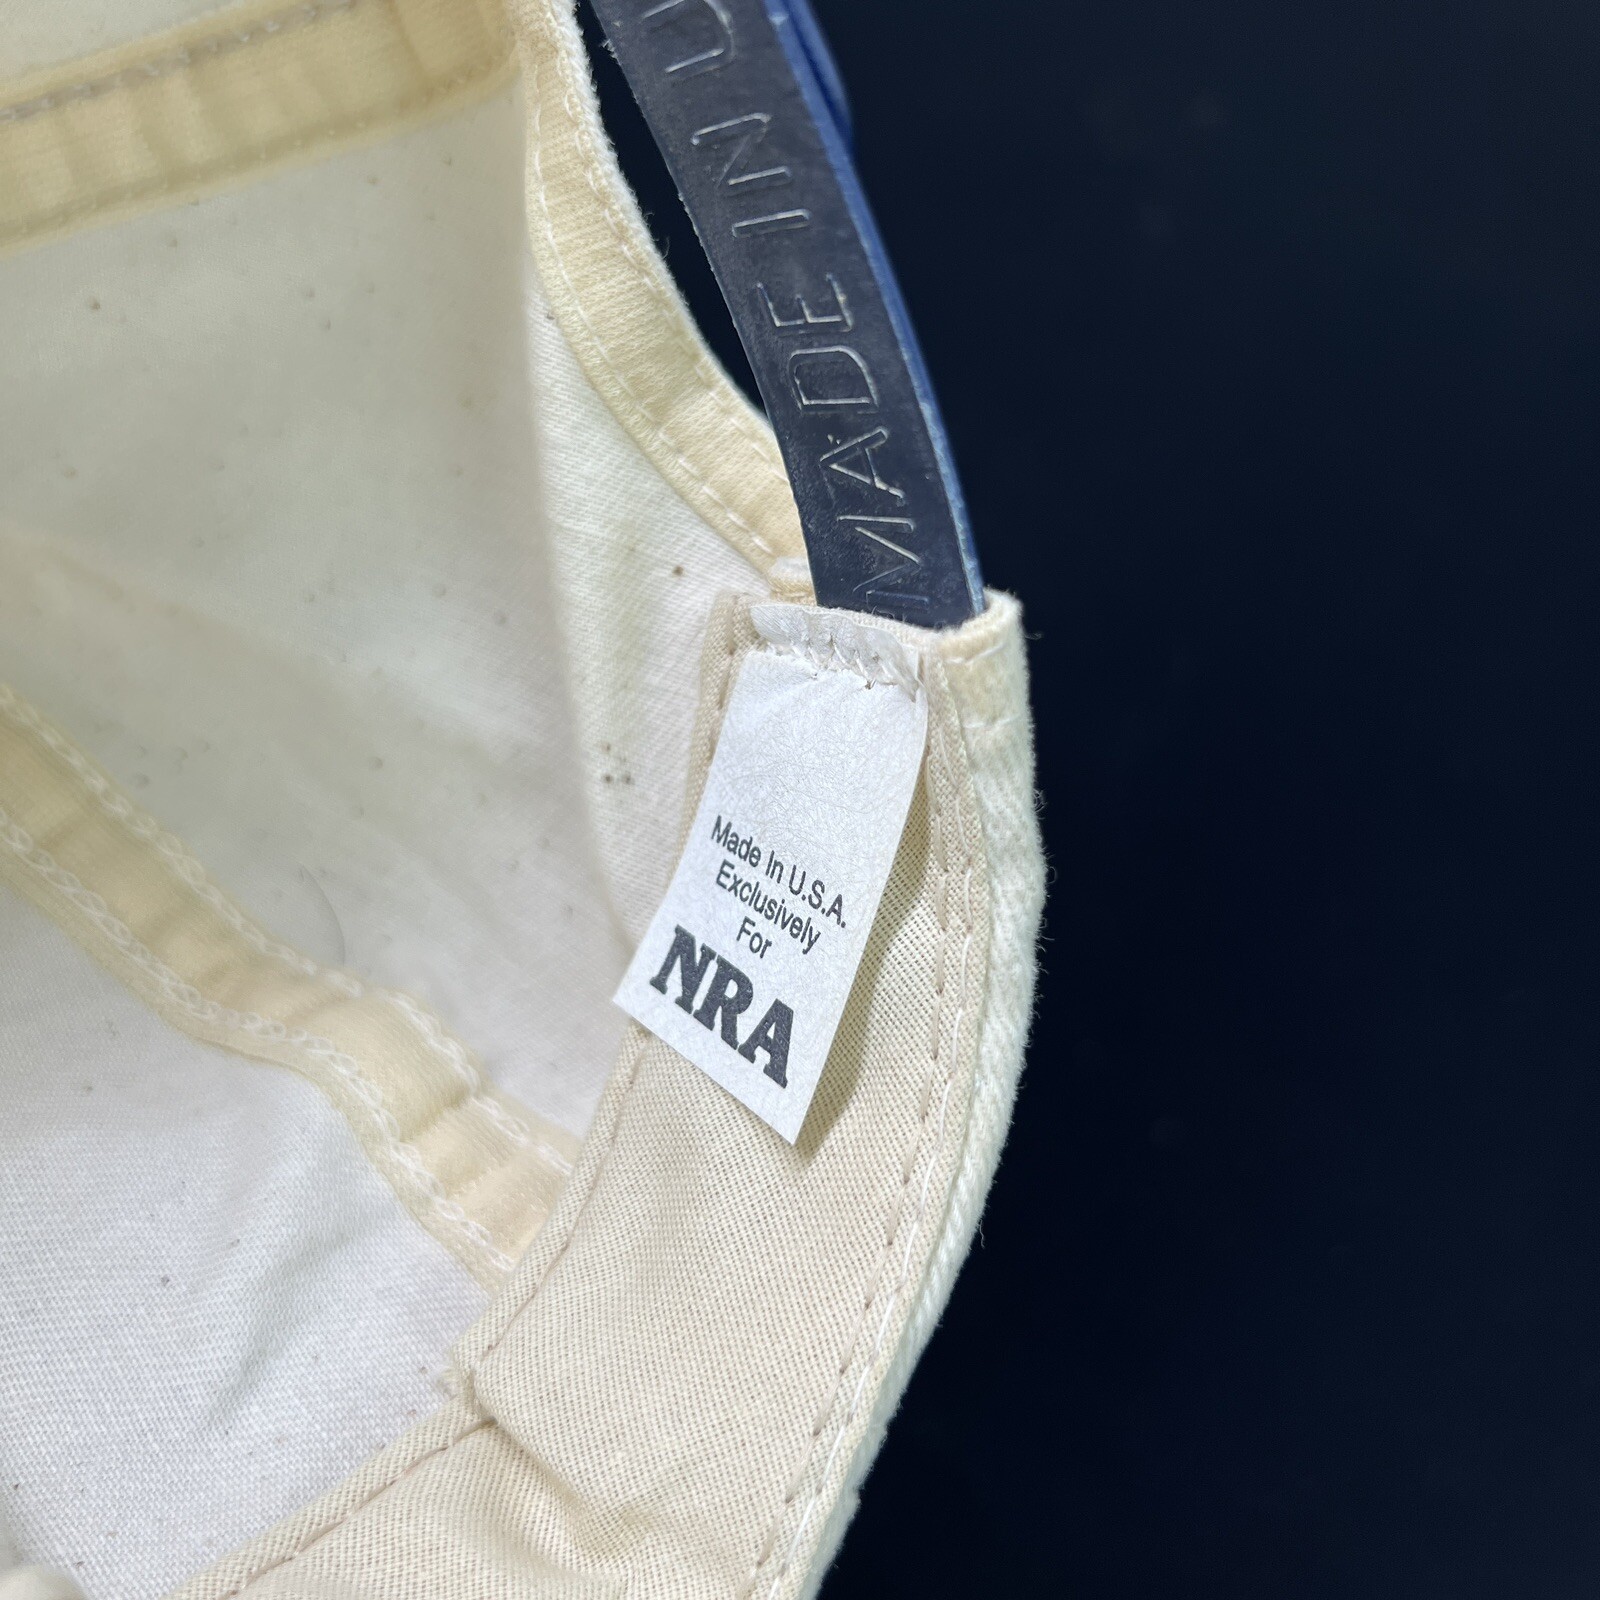 MADE IN U
Made In U.S.A.
Exclusively
For
NRA